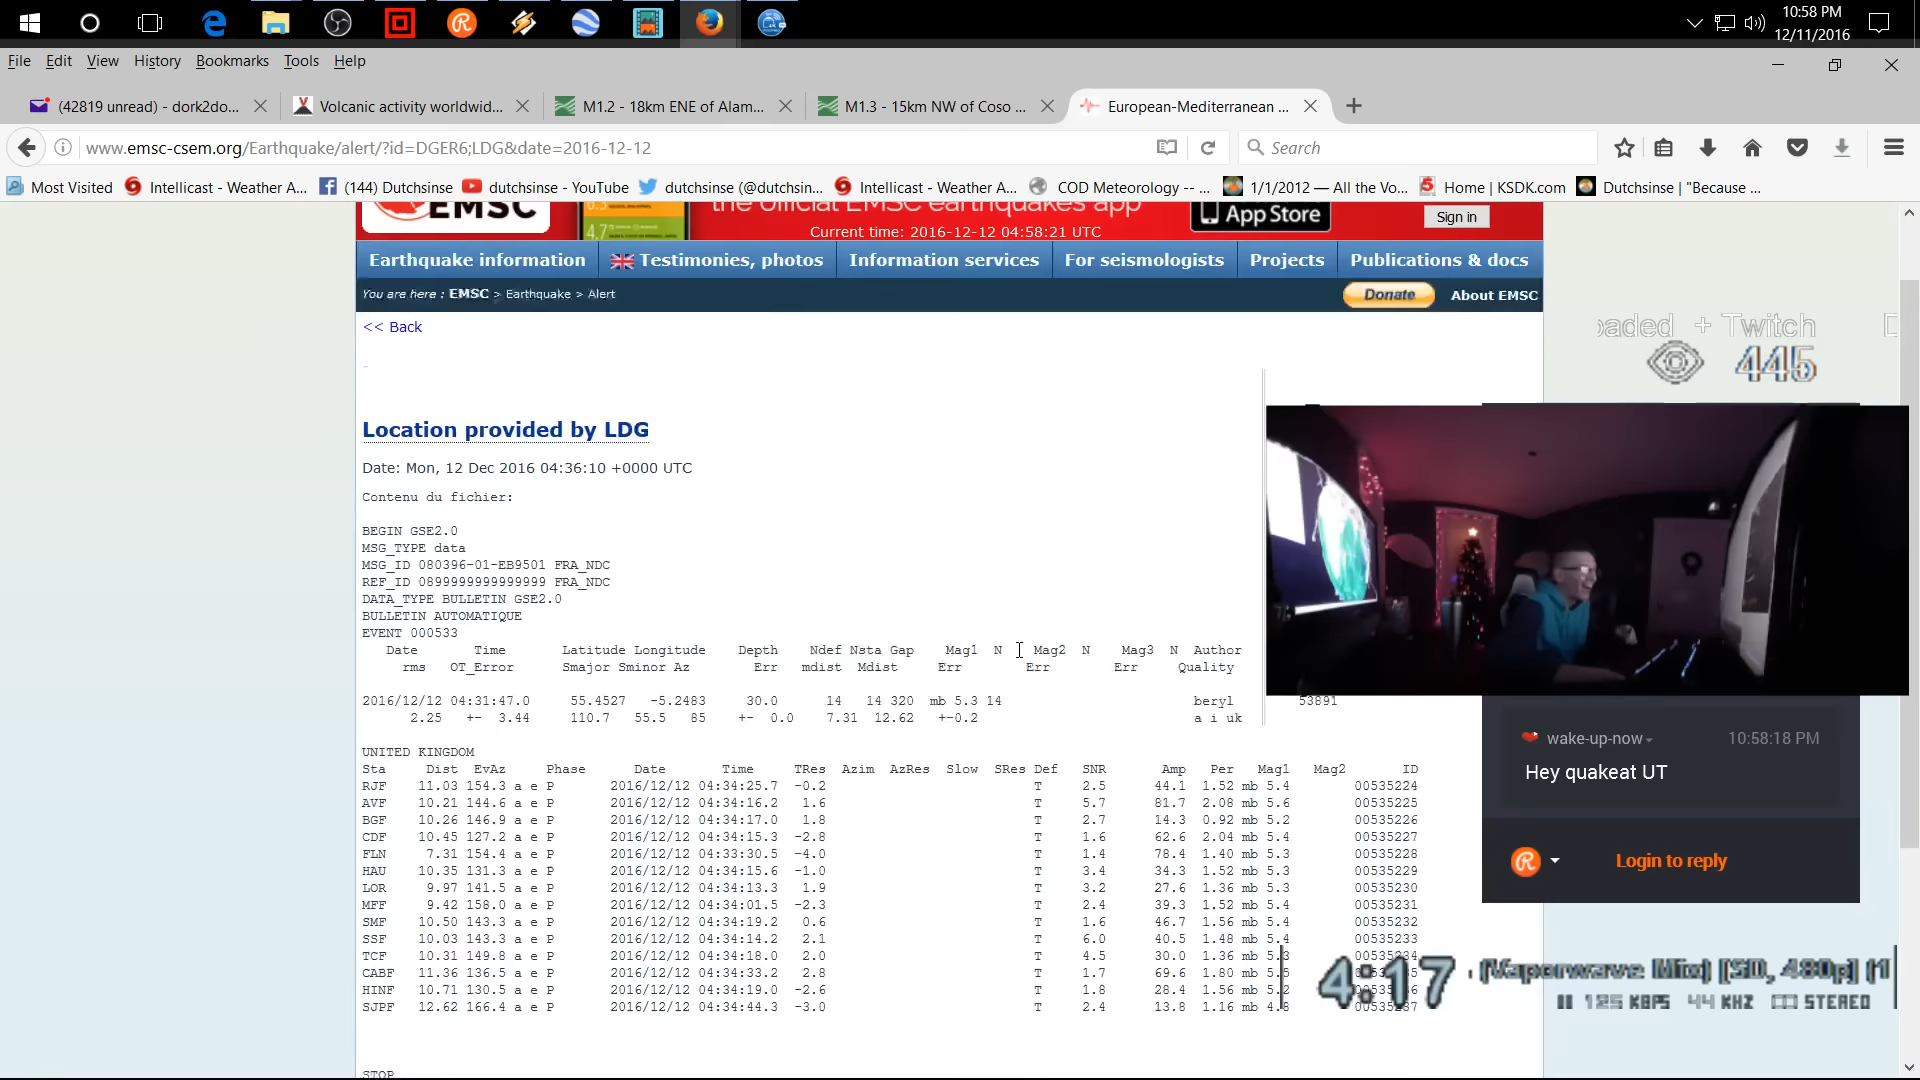 10:58 PM
12/11/2016
File Edit View History Bookmarks Tools Help
(42819 unread) - dork2do...
Volcanic activity worldwid...
M1.2 - 18km ENE of Alam...
M1.3 - 15km NW of Coso ...
European-Mediterranean ...
www.emsc-csem.org/Earthquake/alert/?id=DGER6;LDG&date=2016-12-12
Search
Most Visited Intellicast - Weather A... (144) Dutchsinse dutchsinse - YouTube dutchsinse (@dutchsin... Intellicast - Weather A... COD Meteorology -- ... 1/1/2012 — All the Vo... Home | KSDK.com Dutchsinse | "Because ...
EMSC
4.7
the official EMSC earthquakes app
App Store
Sign in
Current time: 2016-12-12 04:58:21 UTC
Earthquake information Testimonies, photos Information services For seismologists Projects Publications & docs
You are here : EMSC > Earthquake > Alert
Donate About EMSC
<< Back
+ Twitch
445
Location provided by LDG
Date: Mon, 12 Dec 2016 04:36:10 +0000 UTC
Contenu du fichier:
BEGIN GSE2.0
MSG_TYPE data
MSG_ID 080396-01-EB9501 FRA_NDC
REF_ID 0899999999999999 FRA_NDC
DATA_TYPE BULLETIN GSE2.0
BULLETIN AUTOMATIQUE
EVENT 000533
Date Time Latitude Longitude Depth Ndef Nsta Gap Mag1 N Mag2 N Mag3 N Author
rms OT_Error Smajor Sminor Az Err mdist Mdist Err Err Err Quality
2016/12/12 04:31:47.0 55.4527 -5.2483 30.0 14 14 320 mb 5.3 14 beryl 53891
2.25 +- 3.44 110.7 55.5 85 +- 0.0 7.31 12.62 +-0.2 a i uk
UNITED KINGDOM
Sta Dist EvAz Phase Date Time TRes Azim AzRes Slow SRes Def SNR Amp Per Mag1 Mag2 ID
RJF 11.03 154.3 a e P 2016/12/12 04:34:25.7 -0.2 T 2.5 44.1 1.52 mb 5.4 00535224
AVF 10.21 144.6 a e P 2016/12/12 04:34:16.2 1.6 T 5.7 81.7 2.08 mb 5.6 00535225
BGF 10.26 146.9 a e P 2016/12/12 04:34:17.0 1.8 T 2.7 14.3 0.92 mb 5.2 00535226
CDF 10.45 127.2 a e P 2016/12/12 04:34:15.3 -2.8 T 1.6 62.6 2.04 mb 5.4 00535227
FLN 7.31 154.4 a e P 2016/12/12 04:33:30.5 -4.0 T 1.4 78.4 1.40 mb 5.3 00535228
HAU 10.35 131.3 a e P 2016/12/12 04:34:15.6 -1.0 T 3.4 34.3 1.52 mb 5.3 00535229
LOR 9.97 141.5 a e P 2016/12/12 04:34:13.3 1.9 T 3.2 27.6 1.36 mb 5.3 00535230
MFF 9.42 158.0 a e P 2016/12/12 04:34:01.5 -2.3 T 2.4 39.3 1.52 mb 5.4 00535231
SMF 10.50 143.3 a e P 2016/12/12 04:34:19.2 0.6 T 1.6 46.7 1.56 mb 5.4 00535232
SSF 10.03 143.3 a e P 2016/12/12 04:34:14.2 2.1 T 6.0 40.5 1.48 mb 5.4 00535233
TCF 10.31 149.8 a e P 2016/12/12 04:34:18.0 2.0 T 4.5 30.0 1.36 mb 5.3
CABF 11.36 136.5 a e P 2016/12/12 04:34:33.2 2.8 T 1.7 69.6 1.80 mb 5.5
HINF 10.71 130.5 a e P 2016/12/12 04:34:19.0 -2.6 T 1.8 28.4 1.56 mb 5.2
SJPF 12.62 166.4 a e P 2016/12/12 04:34:44.3 -3.0 T 2.4 13.8 1.16 mb 4.8
STOP
wake-up-now 10:58:18 PM
Hey quakeat UT
Login to reply
4:17 (Vaporwave Mix) [SD, 480p] (1
125 KBPS 44 KHZ STEREO